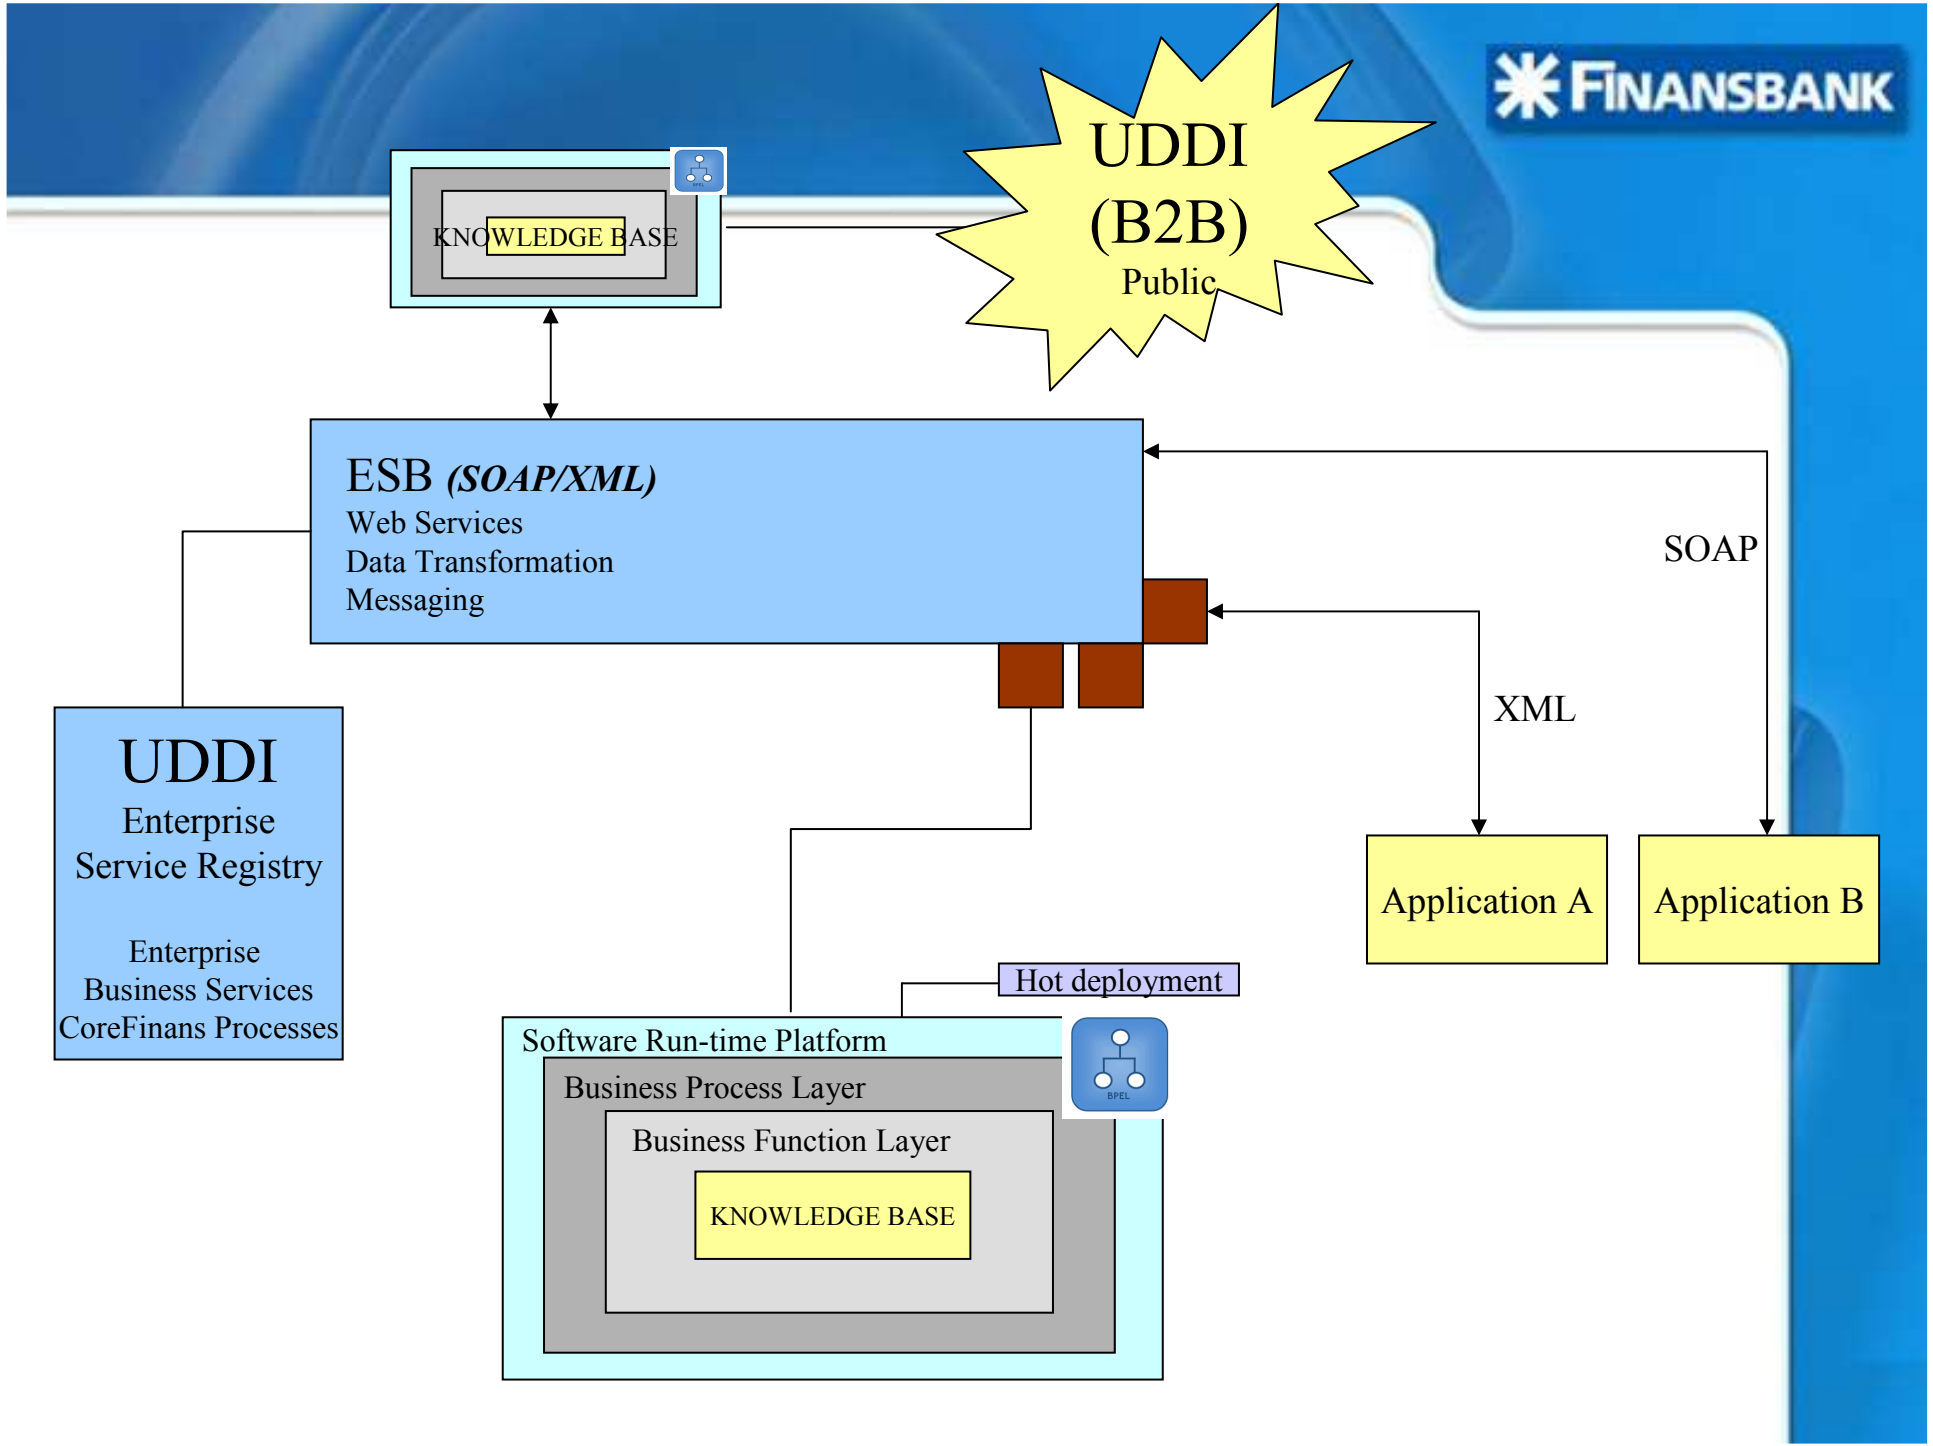 FINANSBANK
UDDI
(B2B)
Public
KNOWLEDGE BASE
ESB (SOAP/XML)
Web Services
Data Transformation
Messaging
SOAP
XML
UDDI
Enterprise
Service Registry
Enterprise
Business Services
CoreFinans Processes
Application A
Application B
Hot deployment
Software Run-time Platform
Business Process Layer
BPEL
Business Function Layer
KNOWLEDGE BASE